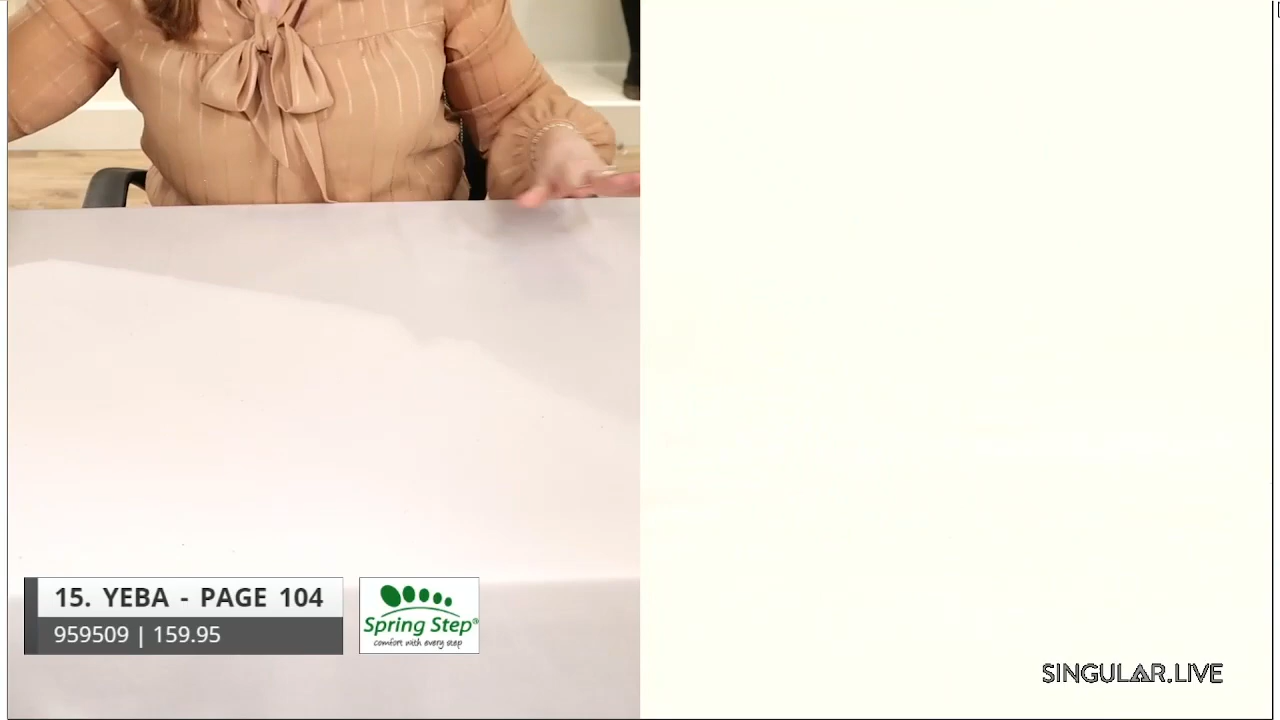 15. YEBA - PAGE 104
959509 | 159.95
Spring Step®
comfort with every step
SINGULAR.LIVE